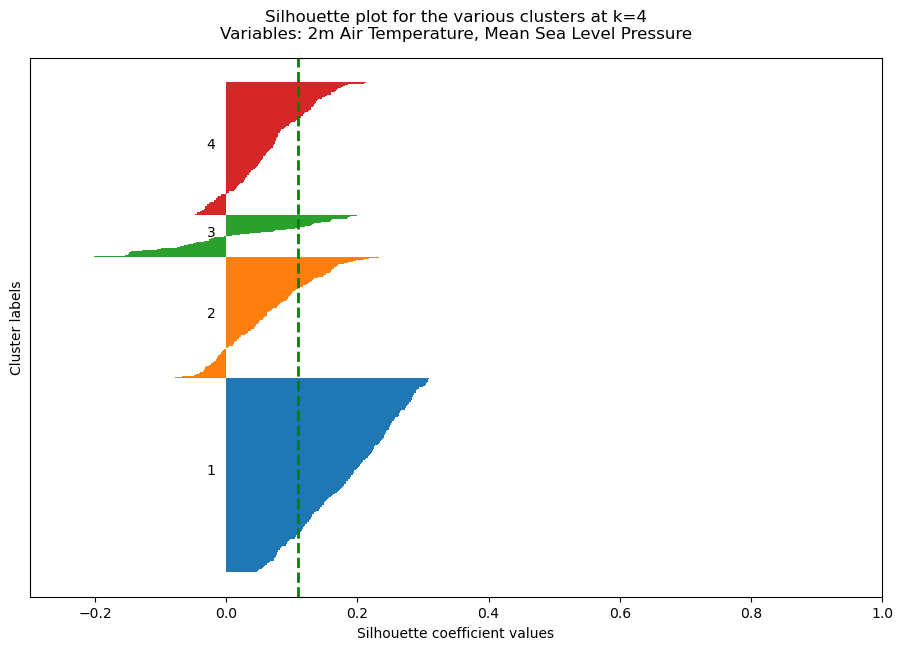 Silhouette plot for the various clusters at k=4
Variables: 2m Air Temperature, Mean Sea Level Pressure
Cluster labels
4
3
2
1
−0.2
0.0
0.2
0.4
0.6
0.8
1.0
Silhouette coefficient values